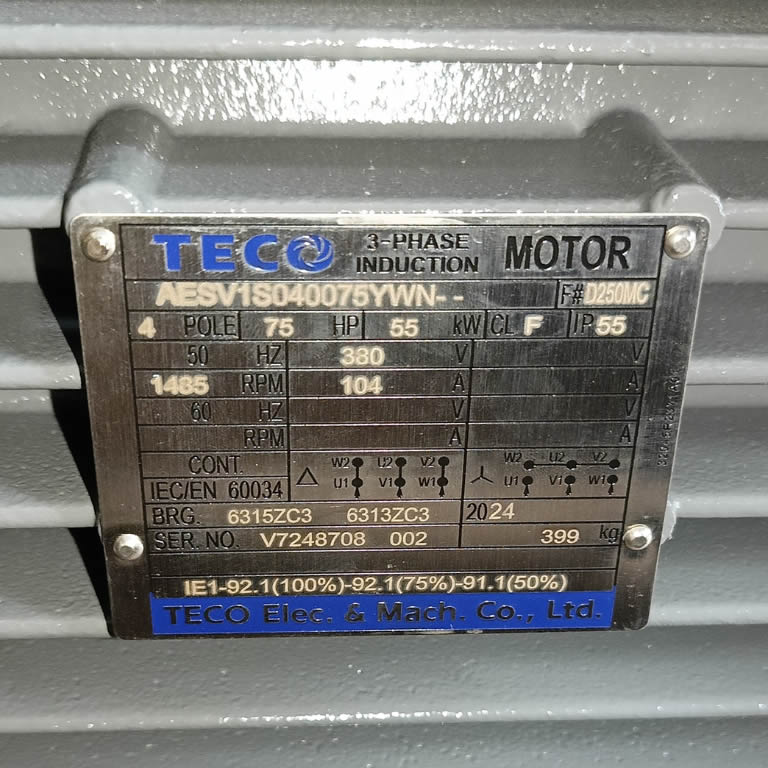 TECO 3-PHASE INDUCTION MOTOR
AESV1S040075YWN-- F# D250MC
4 POLE 75 HP 55 kW CL F IP 55
50 HZ 380 V V
1485 RPM 104 A A
60 HZ V V
RPM A A
CONT. W2 U2 V2 W2 U2 V2
IEC/EN 60034 △ U1 V1 W1 U1 V1 W1
BRG. 6315ZC3 6313ZC3 2024
SER. NO. V7248708 002 399 kg
IE1-92.1(100%)-92.1(75%)-91.1(50%)
TECO Elec. & Mach. Co., Ltd.